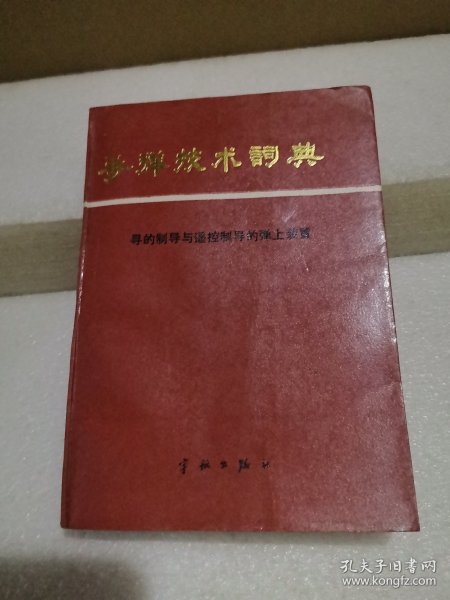 导弹技术词典
寻的制导与遥控制导的弹上装置
宇航出版社
孔夫子旧书网
www.kongfz.com